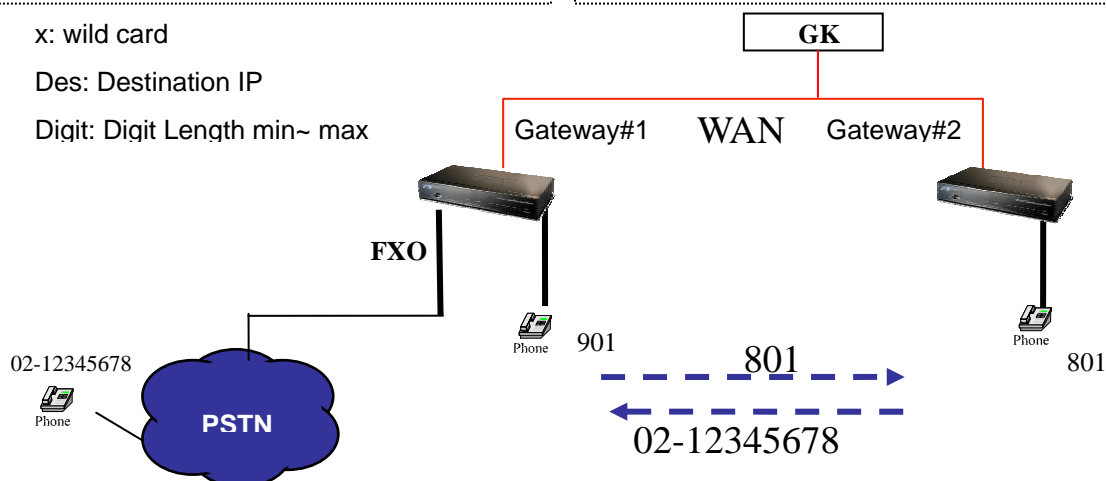 x: wild card
GK
Des: Destination IP
Digit: Digit Length min~ max
Gateway#1
WAN
Gateway#2
FXO
Phone
901
Phone
801
801
02-12345678
Phone
PSTN
02-12345678